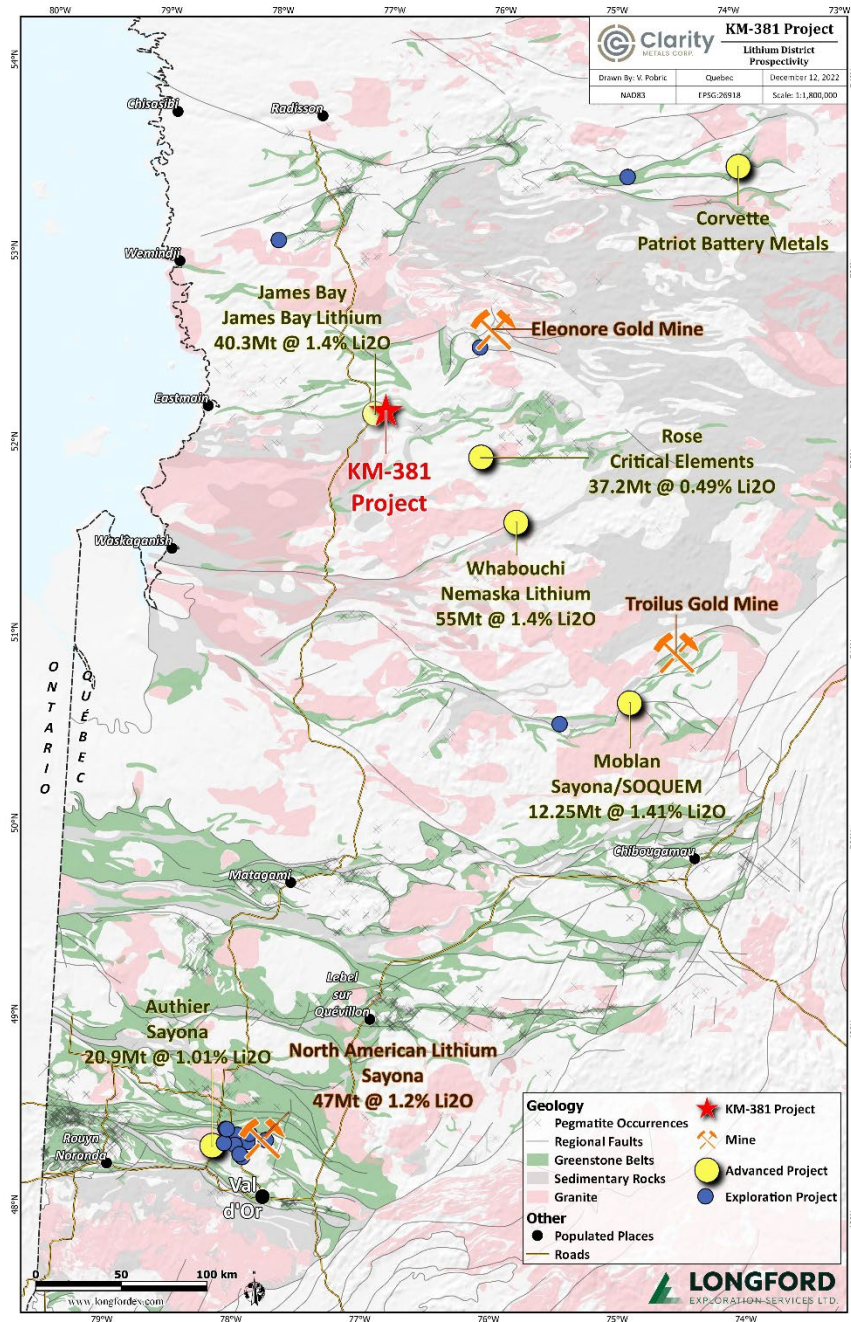 80°W 79°W 78°W 77°W 76°W 75°W 74°W 73°W
Clarity
METALS CORP.
KM-381 Project
Lithium District
Prospectivity
Drawn By: V. Pobric
Quebec
December 12, 2022
NAD83
EPSG:26918
Scale: 1:1,800,000
54°N
Chisasibi
Radisson
Corvette
Patriot Battery Metals
53°N
Wemindji
James Bay
James Bay Lithium
40.3Mt @ 1.4% Li2O
Eleonore Gold Mine
Eastmain
52°N
KM-381
Project
Rose
Critical Elements
37.2Mt @ 0.49% Li2O
Waskaganish
Whabouchi
Nemaska Lithium
55Mt @ 1.4% Li2O
Troilus Gold Mine
51°N
ONTARIO
QUÉBEC
Moblan
Sayona/SOQUEM
12.25Mt @ 1.41% Li2O
50°N
Chibougamau
Matagami
Lebel
sur
Quévillon
49°N
Authier
Sayona
20.9Mt @ 1.01% Li2O
North American Lithium
Sayona
47Mt @ 1.2% Li2O
Rouyn
Noranda
Val
d'Or
48°N
Geology
Pegmatite Occurrences
Regional Faults
Greenstone Belts
Sedimentary Rocks
Granite
Other
Populated Places
Roads
KM-381 Project
Mine
Advanced Project
Exploration Project
0 50 100 km
www.longfordex.com
LONGFORD
EXPLORATION SERVICES LTD.
79°W 78°W 77°W 76°W 75°W 74°W